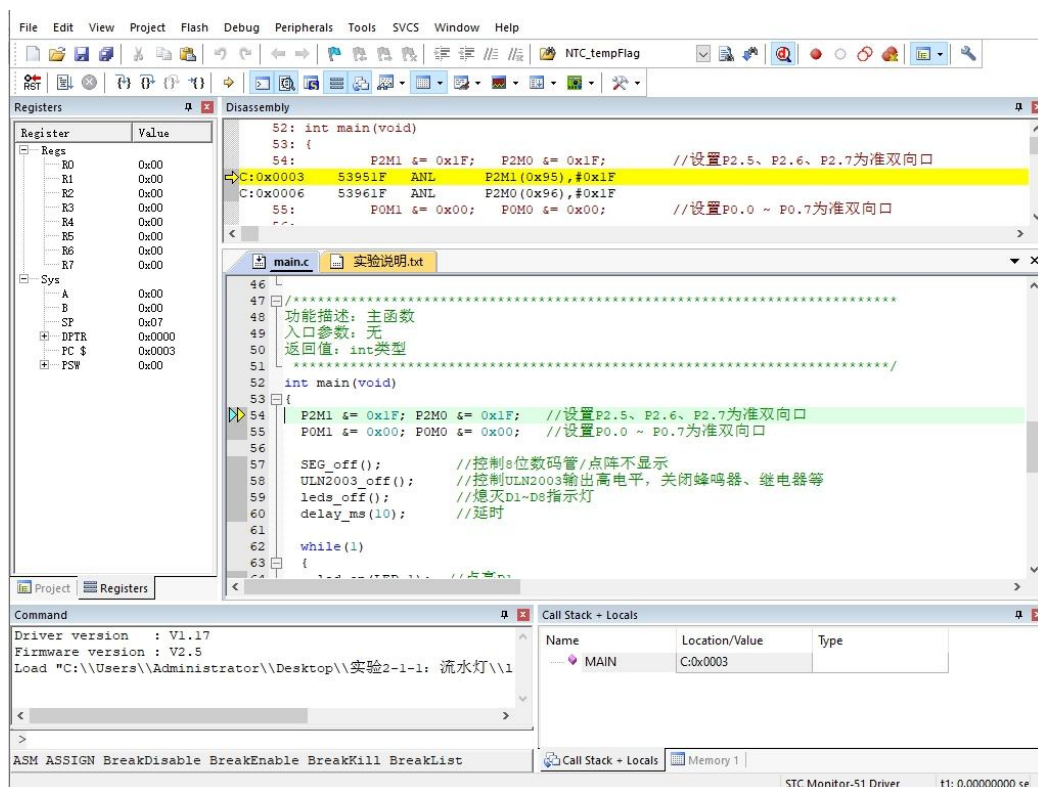 File Edit View Project Flash Debug Peripherals Tools SVCS Window Help
NTC_tempFlag
RST
Registers
Register Value
Regs
R0 0x00
R1 0x00
R2 0x00
R3 0x00
R4 0x00
R5 0x00
R6 0x00
R7 0x00
Sys
A 0x00
B 0x00
SP 0x07
DPTR 0x0000
PC $ 0x0003
PSW 0x00
Project Registers
Disassembly
52: int main(void)
53: {
54: P2M1 &= 0x1F; P2M0 &= 0x1F; //设置P2.5、P2.6、P2.7为准双向口
C:0x0003 53951F ANL P2M1(0x95),#0x1F
C:0x0006 53961F ANL P2M0(0x96),#0x1F
55: P0M1 &= 0x00; P0M0 &= 0x00; //设置P0.0 ~ P0.7为准双向口
main.c 实验说明.txt
46
47 /*****************************************************************************
48 功能描述: 主函数
49 入口参数: 无
50 返回值: int类型
51 *****************************************************************************/
52 int main(void)
53 {
54 P2M1 &= 0x1F; P2M0 &= 0x1F; //设置P2.5、P2.6、P2.7为准双向口
55 P0M1 &= 0x00; P0M0 &= 0x00; //设置P0.0 ~ P0.7为准双向口
56
57 SEG_off(); //控制8位数码管/点阵不显示
58 ULN2003_off(); //控制ULN2003输出高电平，关闭蜂鸣器、继电器等
59 leds_off(); //熄灭D1~D8指示灯
60 delay_ms(10); //延时
61
62 while(1)
63 {
Command
Driver version : V1.17
Firmware version : V2.5
Load "C:\\Users\\Administrator\\Desktop\\实验2-1-1: 流水灯\\l
>
ASM ASSIGN BreakDisable BreakEnable BreakKill BreakList
Call Stack + Locals
Name Location/Value Type
MAIN C:0x0003
Call Stack + Locals Memory 1
STC Monitor-51 Driver t1: 0.00000000 se